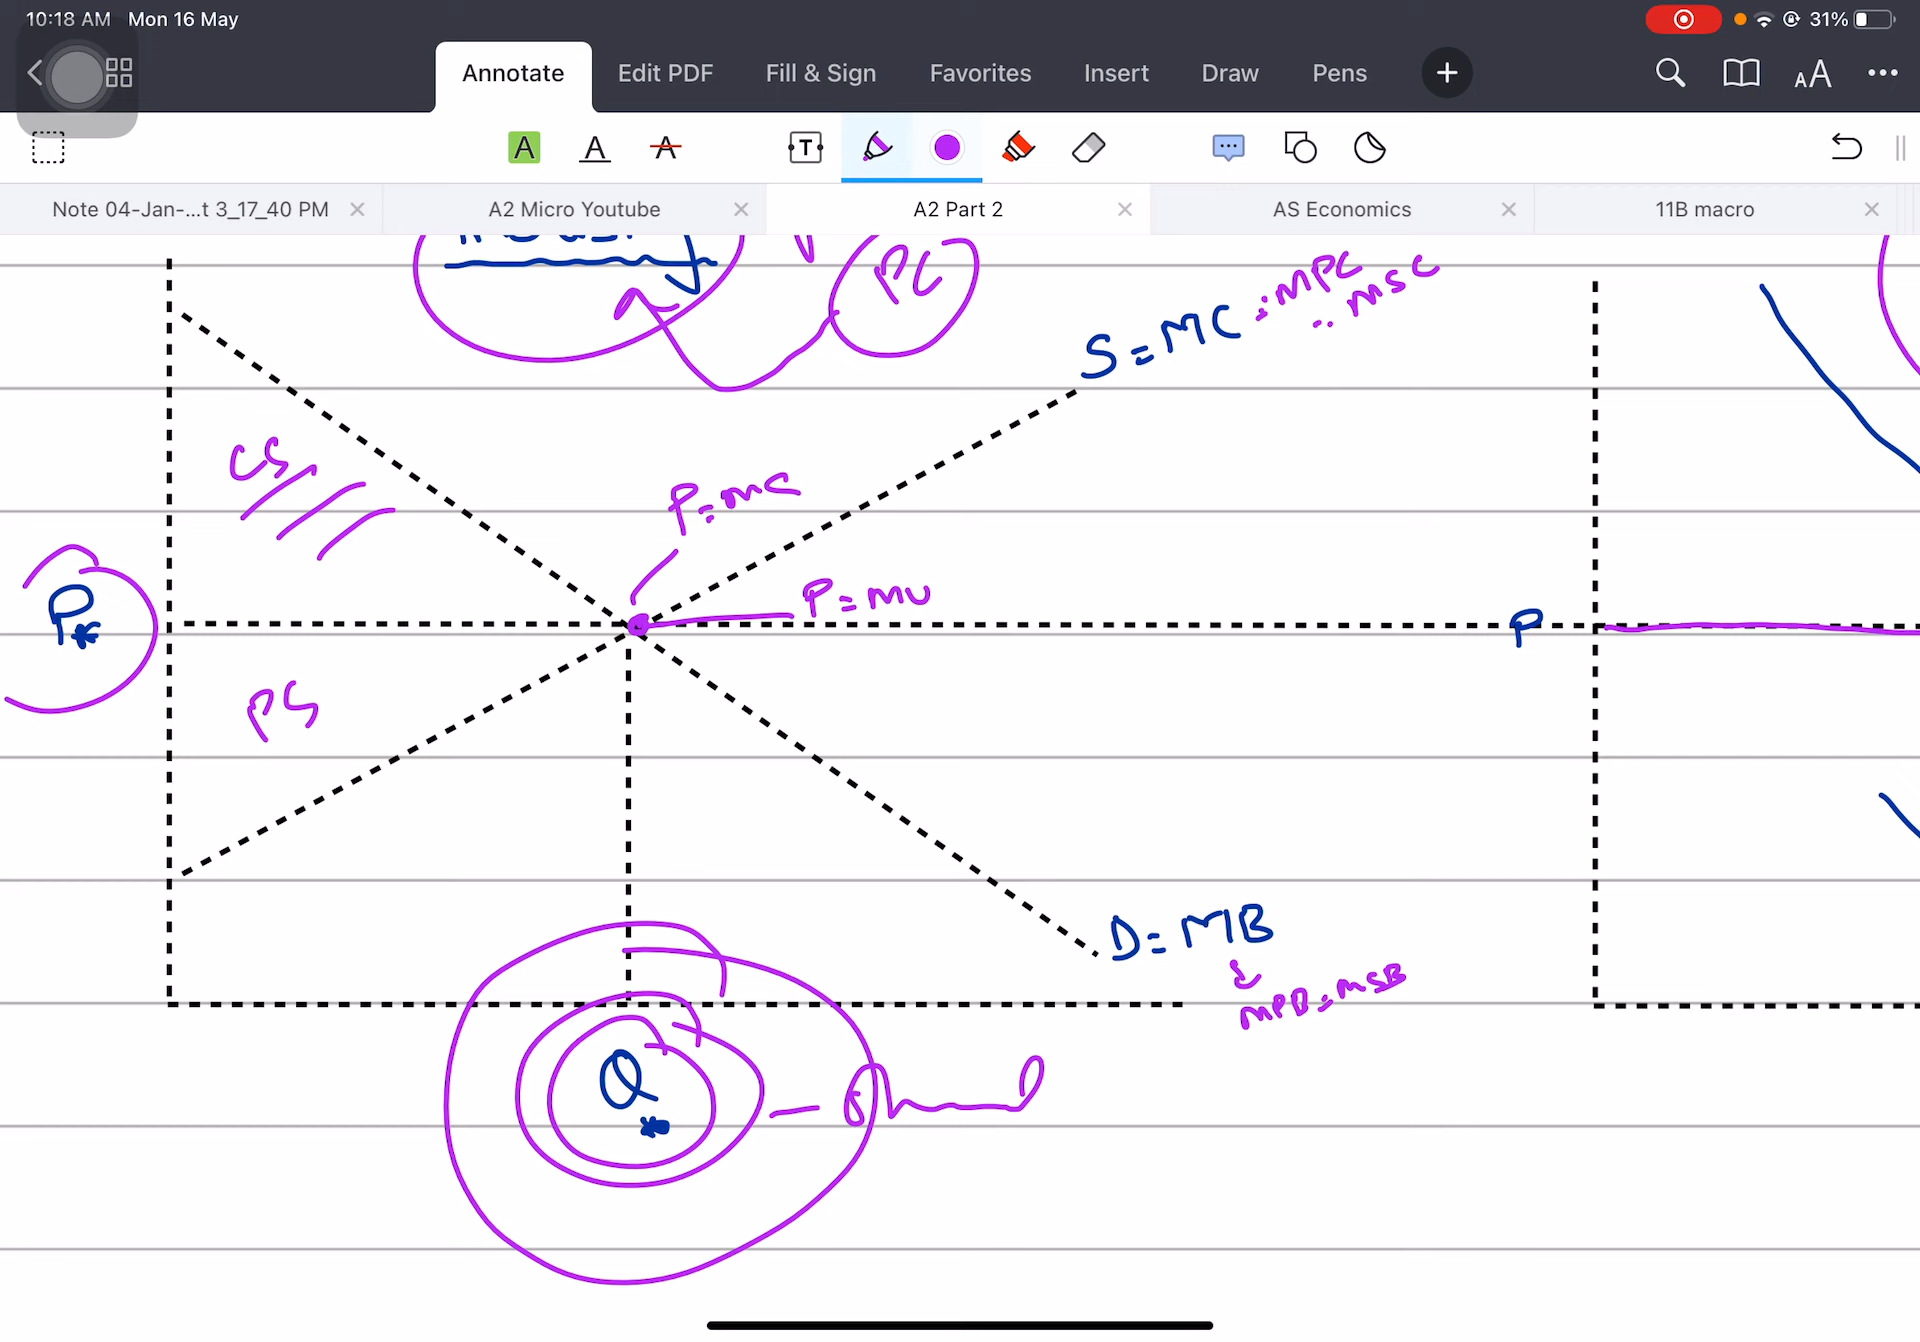 10:18 AM Mon 16 May
31%
Annotate Edit PDF Fill & Sign Favorites Insert Draw Pens
Note 04-Jan-...t 3_17_40 PM A2 Micro Youtube A2 Part 2 AS Economics 11B macro
PC
S = MC = MPC
= MSC
CS
P = MC
P = MU
P*
P
PS
D = MB
MPB = MSB
Q*